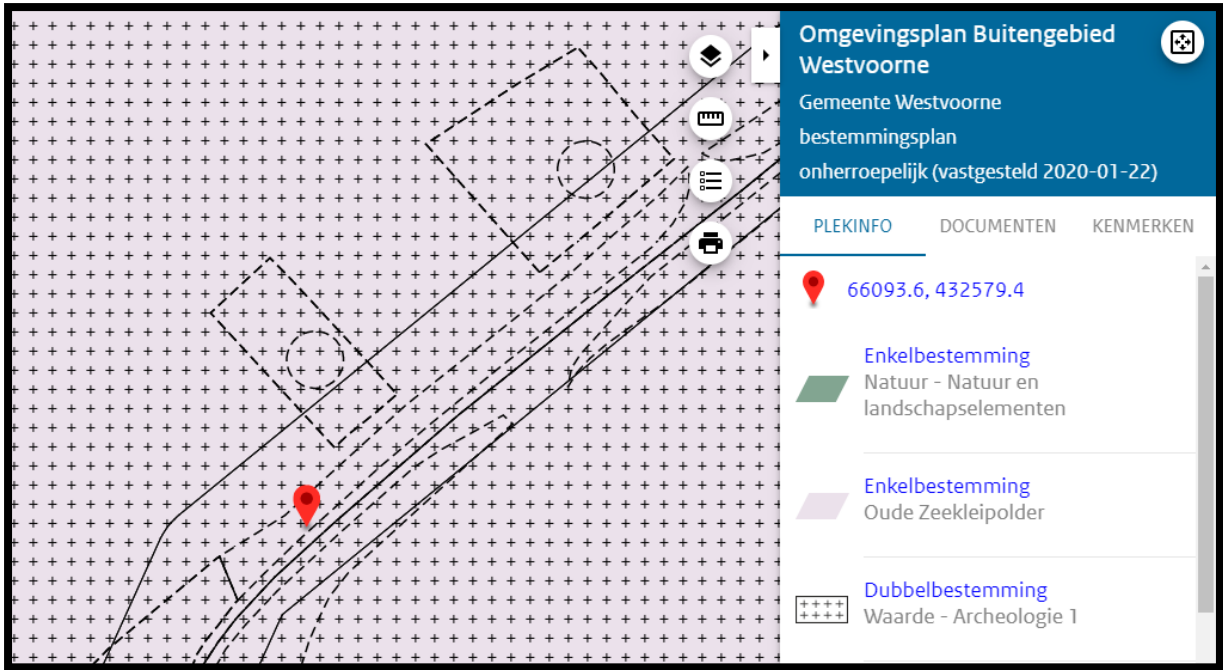 Omgevingsplan Buitengebied
Westvoorne
Gemeente Westvoorne
bestemmingsplan
onherroepelijk (vastgesteld 2020-01-22)
PLEKINFO DOCUMENTEN KENMERKEN
66093.6, 432579.4
Enkelbestemming
Natuur - Natuur en
landschapselementen
Enkelbestemming
Oude Zeekleipolder
Dubbelbestemming
Waarde - Archeologie 1